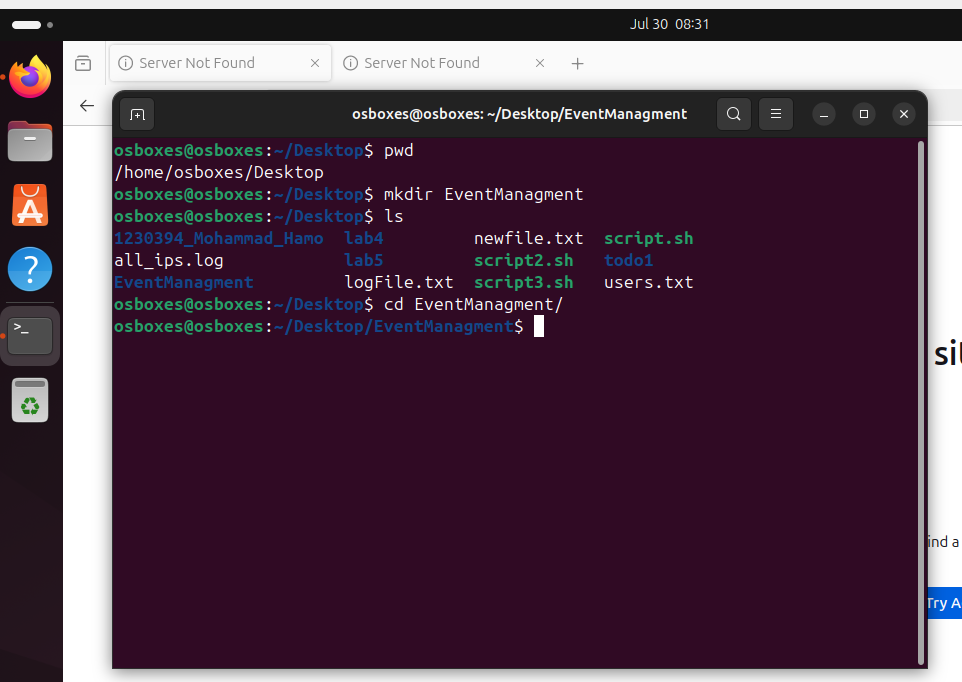 Jul 30 08:31
Server Not Found
Server Not Found
osboxes@osboxes: ~/Desktop/EventManagment
osboxes@osboxes:~/Desktop$ pwd
/home/osboxes/Desktop
osboxes@osboxes:~/Desktop$ mkdir EventManagment
osboxes@osboxes:~/Desktop$ ls
1230394_Mohammad_Hamo lab4 newfile.txt script.sh
all_ips.log lab5 script2.sh todo1
EventManagment logFile.txt script3.sh users.txt
osboxes@osboxes:~/Desktop$ cd EventManagment/
osboxes@osboxes:~/Desktop/EventManagment$
ind a
Try A